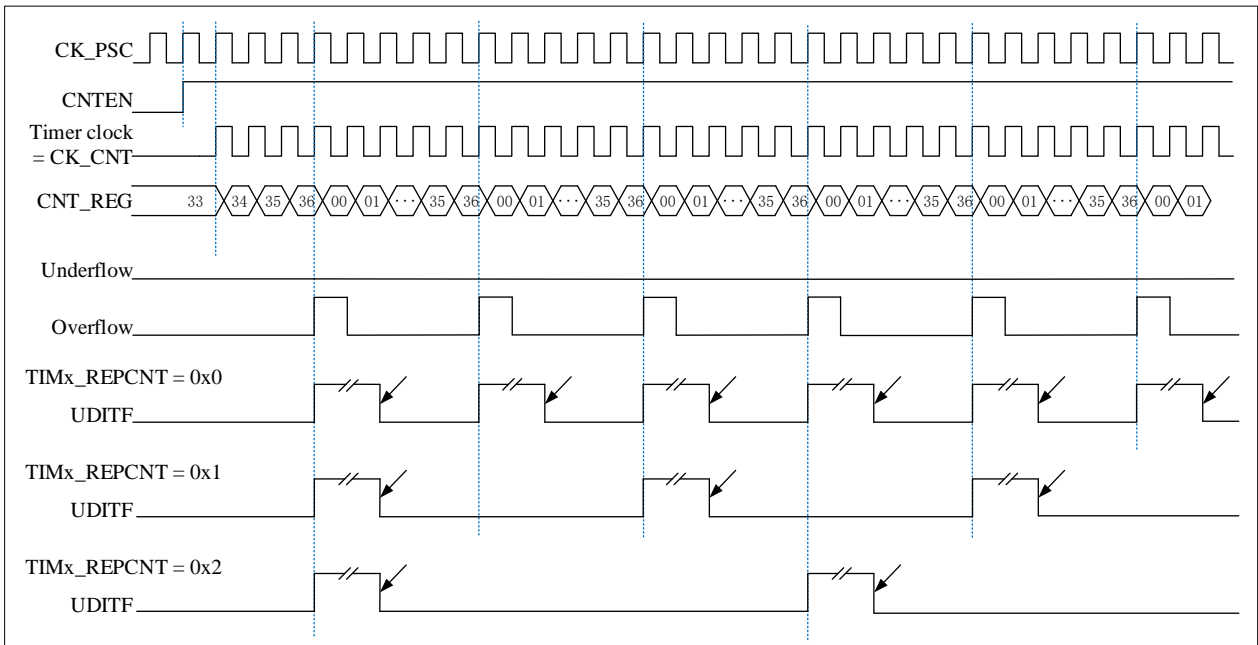 CK_PSC
CNTEN
Timer clock
= CK_CNT
CNT_REG 33 34 35 36 00 01 ··· 35 36 00 01 ··· 35 36 00 01 ··· 35 36 00 01 ··· 35 36 00 01 ··· 35 36 00 01
Underflow
Overflow
TIMx_REPCNT = 0x0
UDITF
TIMx_REPCNT = 0x1
UDITF
TIMx_REPCNT = 0x2
UDITF